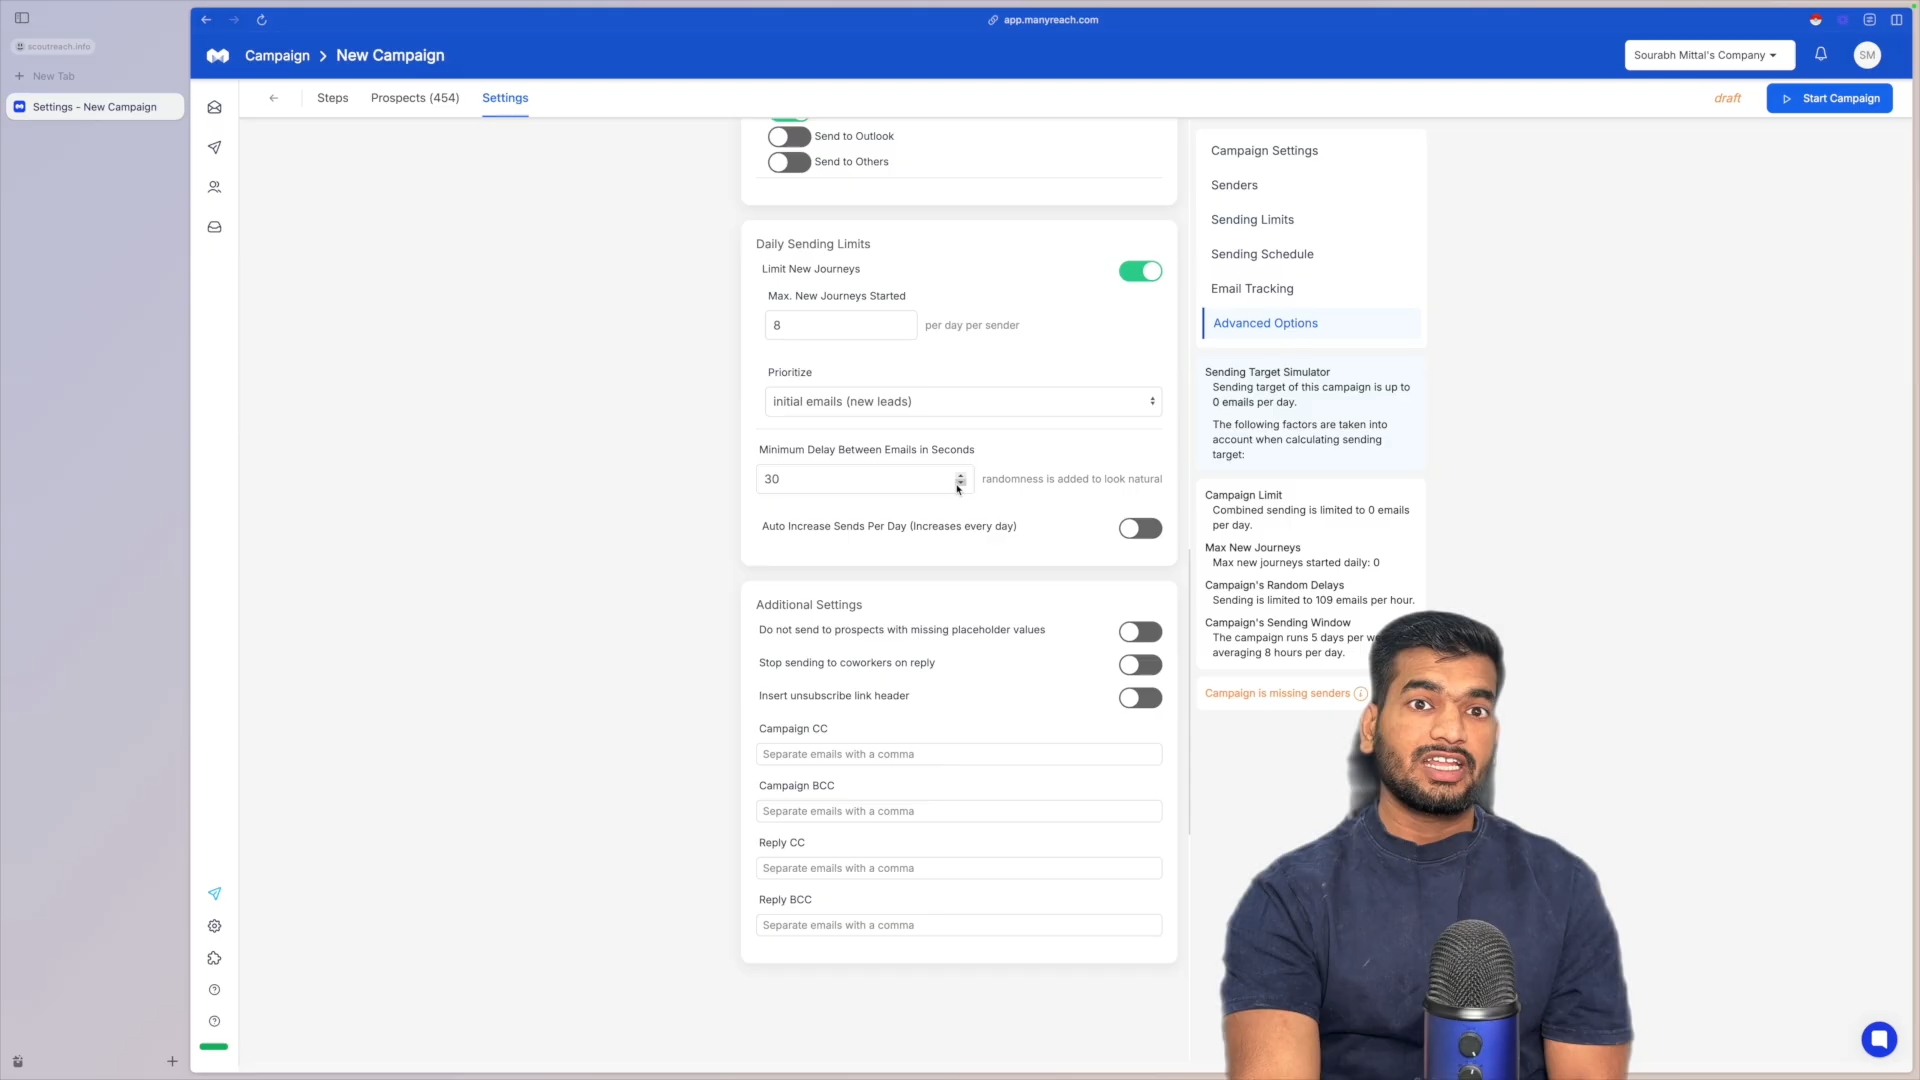 app.manyreach.com
scoutreach.info
New Tab
Settings - New Campaign
Campaign > New Campaign
Sourabh Mittal's Company
SM
Steps
Prospects (454)
Settings
draft
Start Campaign
Send to Outlook
Send to Others
Daily Sending Limits
Limit New Journeys
Max. New Journeys Started
8
per day per sender
Prioritize
initial emails (new leads)
Minimum Delay Between Emails in Seconds
30
randomness is added to look natural
Auto Increase Sends Per Day (Increases every day)
Additional Settings
Do not send to prospects with missing placeholder values
Stop sending to coworkers on reply
Insert unsubscribe link header
Campaign CC
Separate emails with a comma
Campaign BCC
Separate emails with a comma
Reply CC
Separate emails with a comma
Reply BCC
Separate emails with a comma
Campaign Settings
Senders
Sending Limits
Sending Schedule
Email Tracking
Advanced Options
Sending Target Simulator
Sending target of this campaign is up to
0 emails per day.
The following factors are taken into
account when calculating sending
target:
Campaign Limit
Combined sending is limited to 0 emails
per day.
Max New Journeys
Max new journeys started daily: 0
Campaign's Random Delays
Sending is limited to 109 emails per hour.
Campaign's Sending Window
The campaign runs 5 days per
averaging 8 hours per day.
Campaign is missing senders